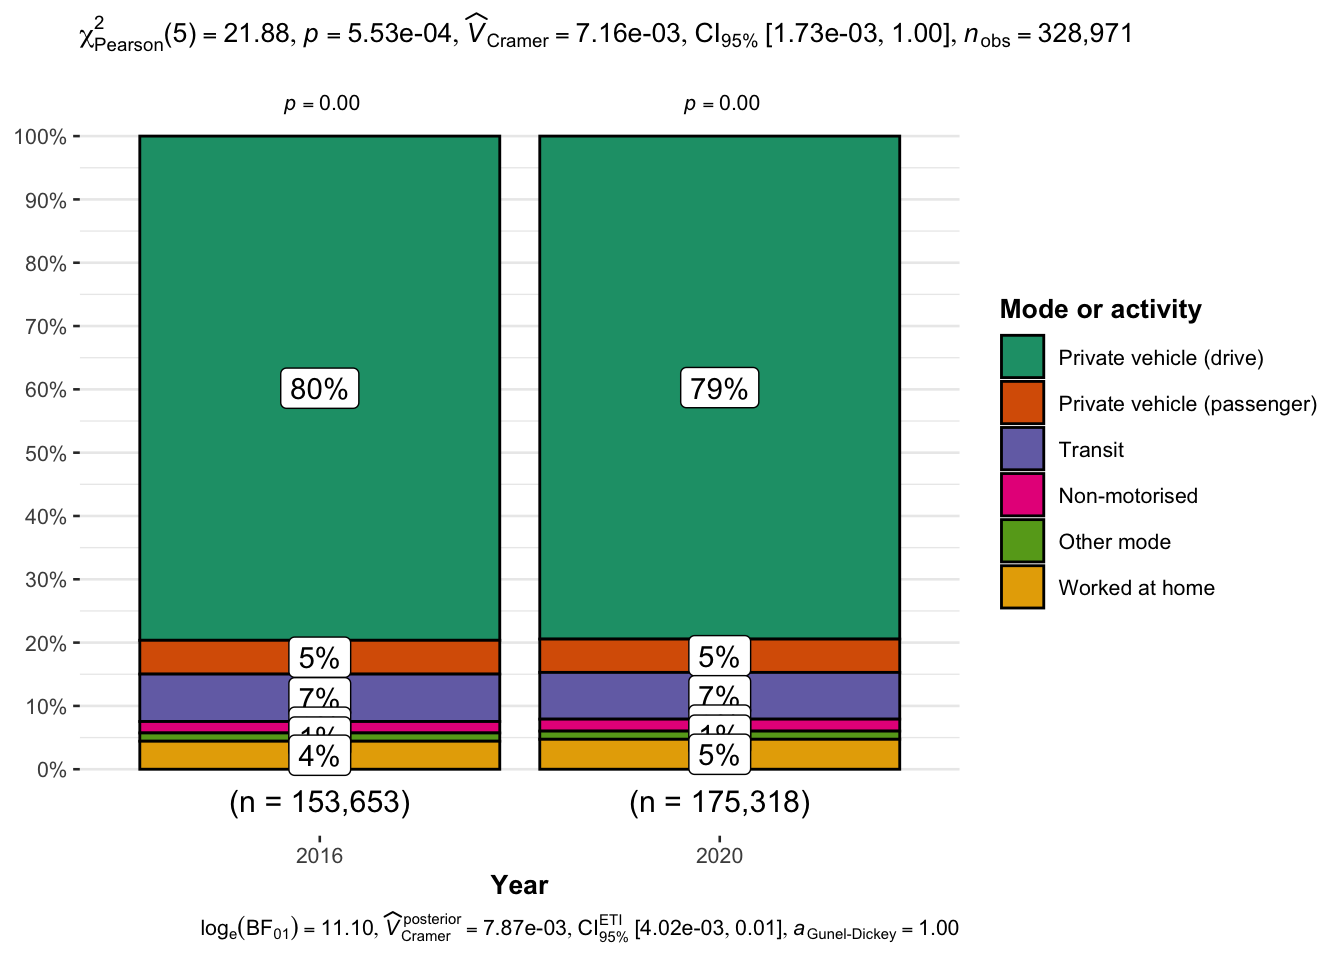 χ²Pearson(5) = 21.88, p = 5.53e-04, V̂Cramer = 7.16e-03, CI95% [1.73e-03, 1.00], nobs = 328,971
p = 0.00 p = 0.00
100%
90%
80%
70%
60%
50%
40%
30%
20%
10%
0%
80% 79%
5% 5%
7% 7%
1% 1%
4% 5%
(n = 153,653) (n = 175,318)
2016 2020
Year
Mode or activity
Private vehicle (drive)
Private vehicle (passenger)
Transit
Non-motorised
Other mode
Worked at home
loge(BF01) = 11.10, V̂posteriorCramer = 7.87e-03, CIETI95% [4.02e-03, 0.01], aGunel-Dickey = 1.00